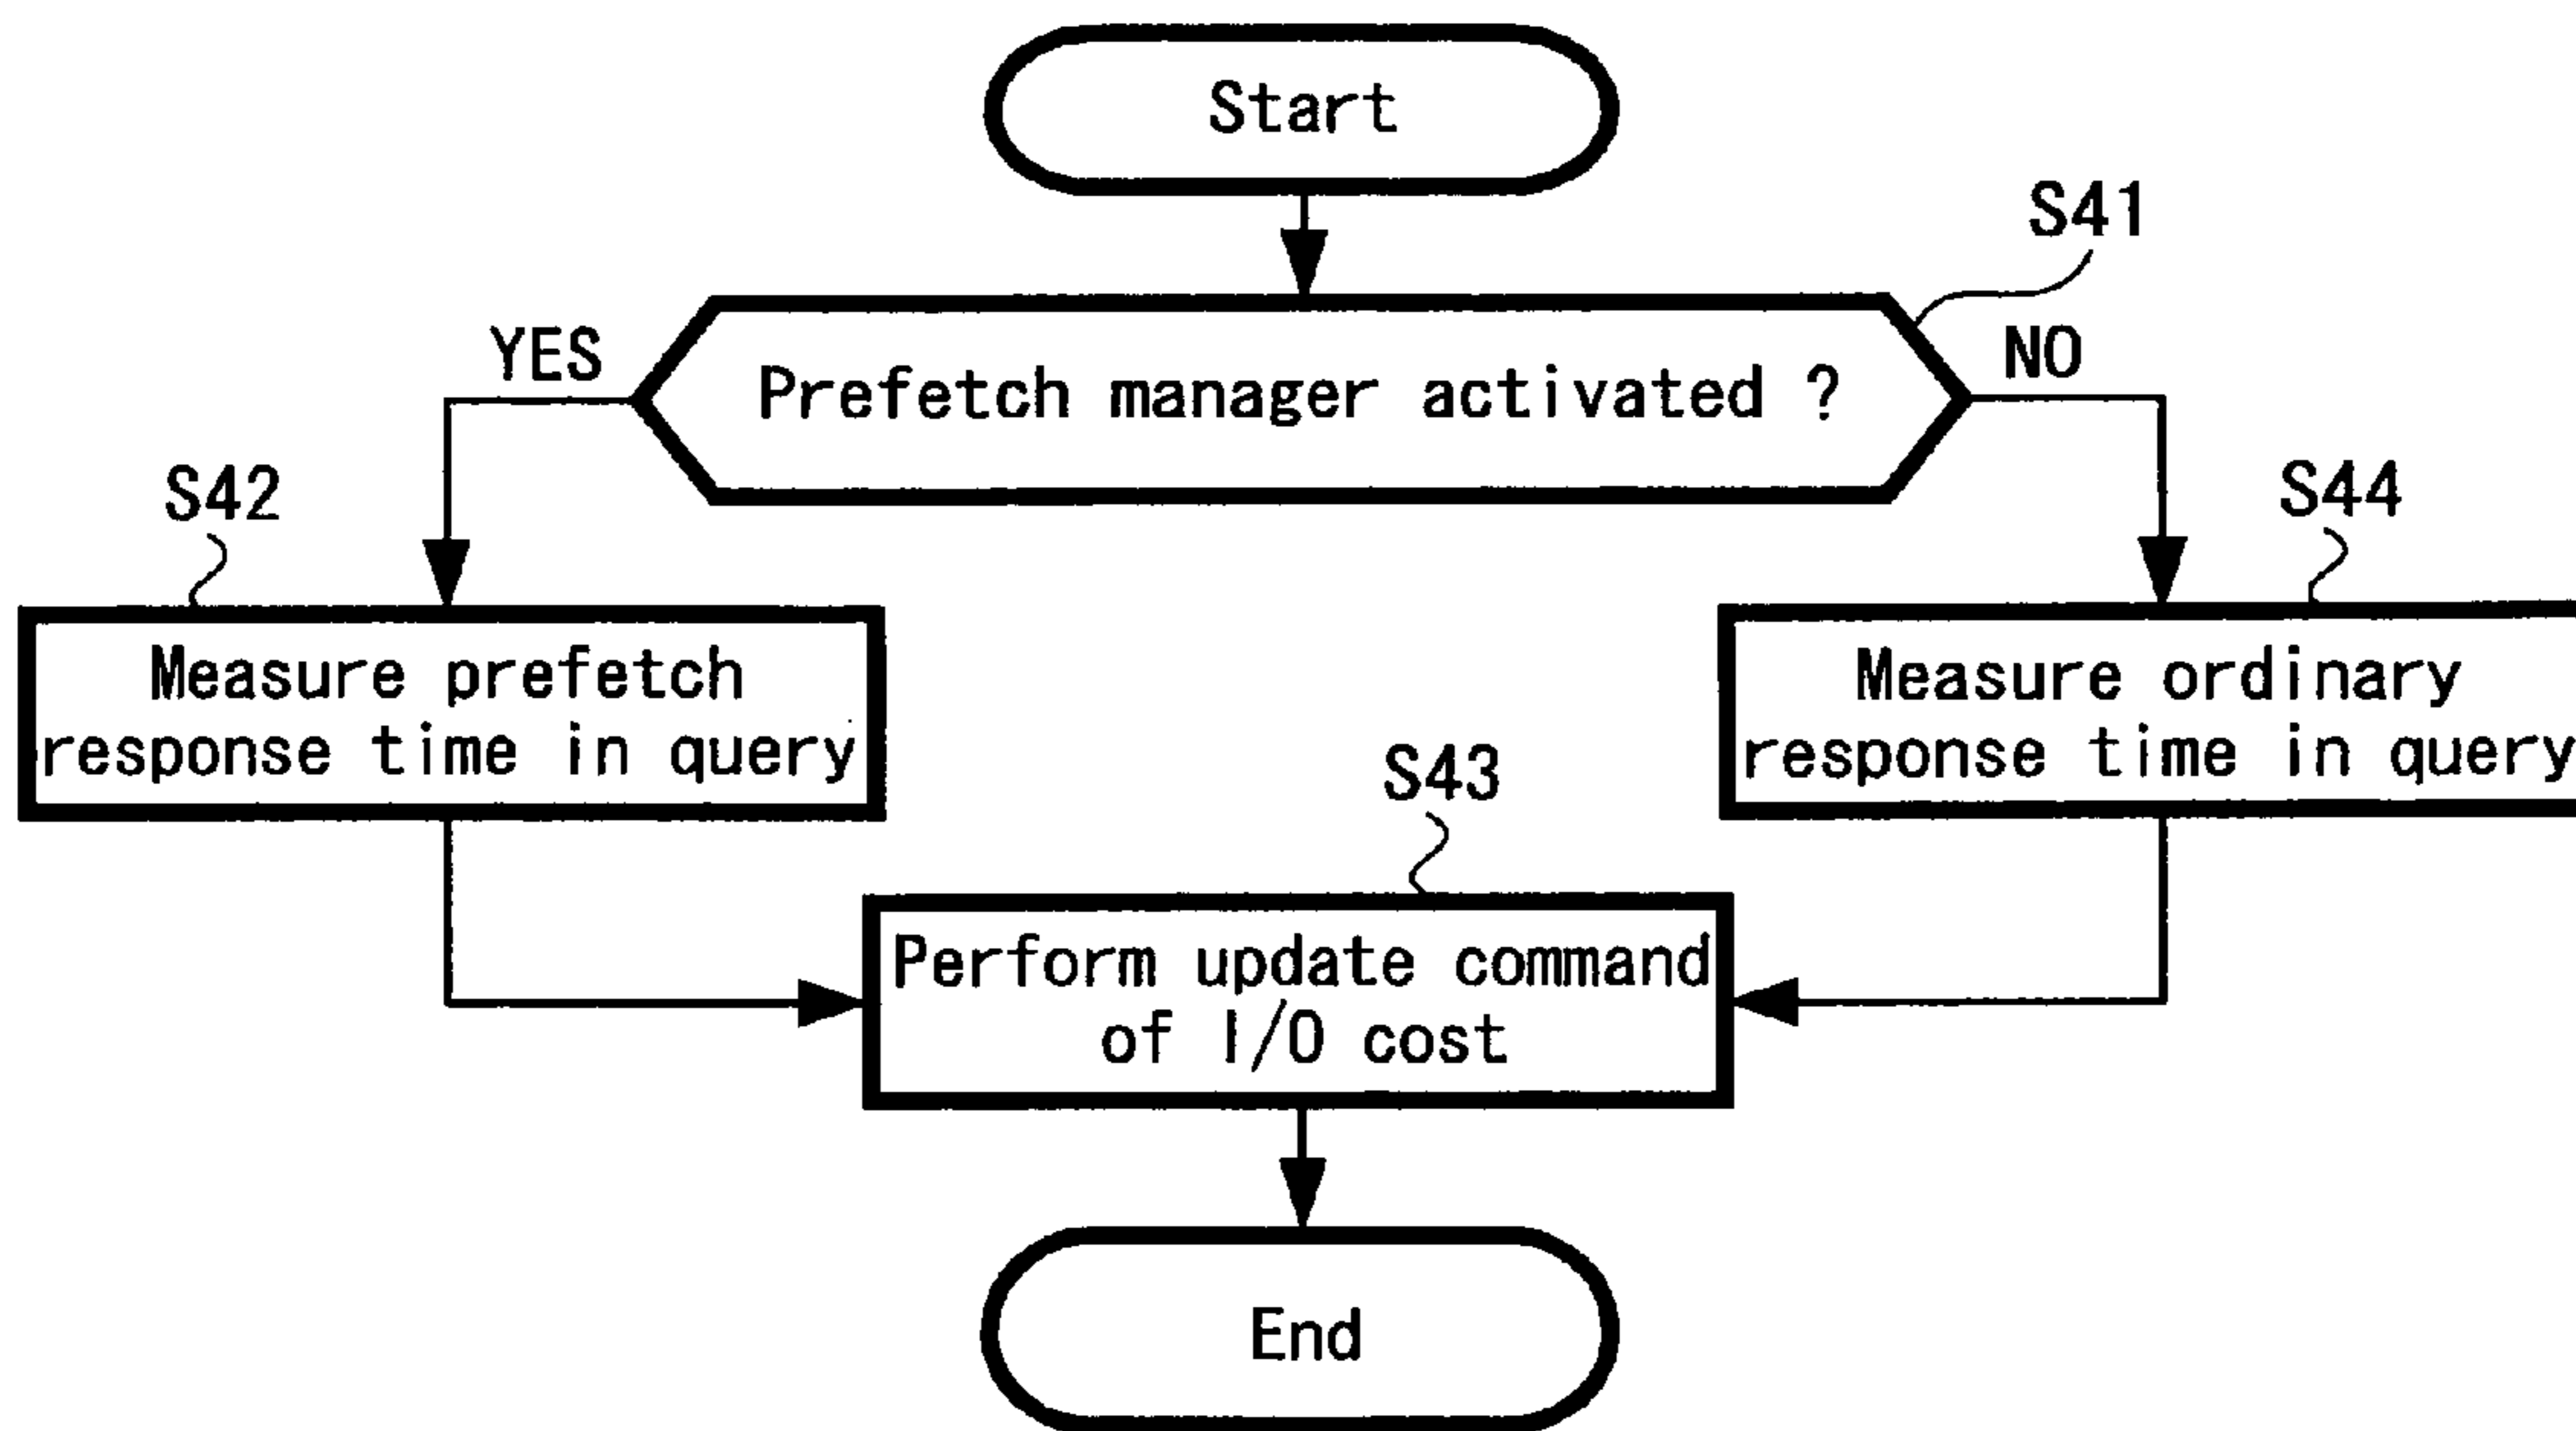 Start
S41
YES
NO
Prefetch manager activated ?
S42
S44
Measure prefetch
response time in query
Measure ordinary
response time in query
S43
Perform update command
of I/O cost
End